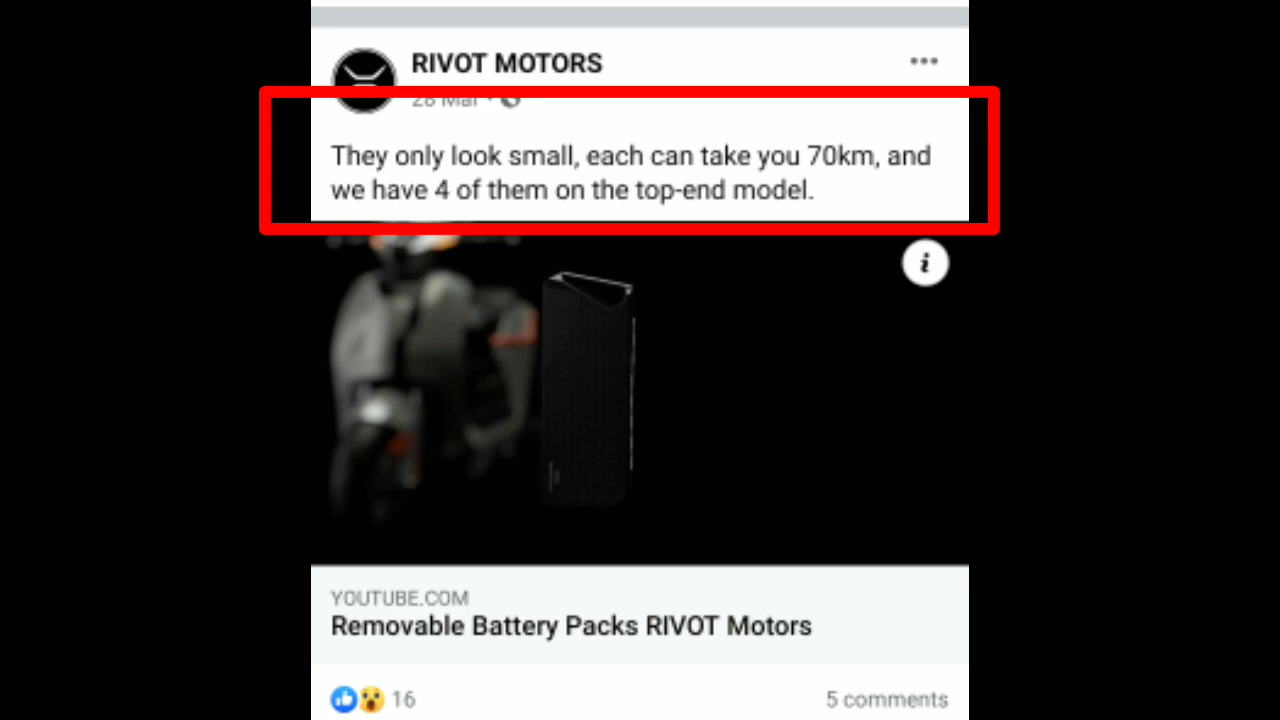 RIVOT MOTORS
28 Mar
They only look small, each can take you 70km, and
we have 4 of them on the top-end model.
YOUTUBE.COM
Removable Battery Packs RIVOT Motors
16
5 comments